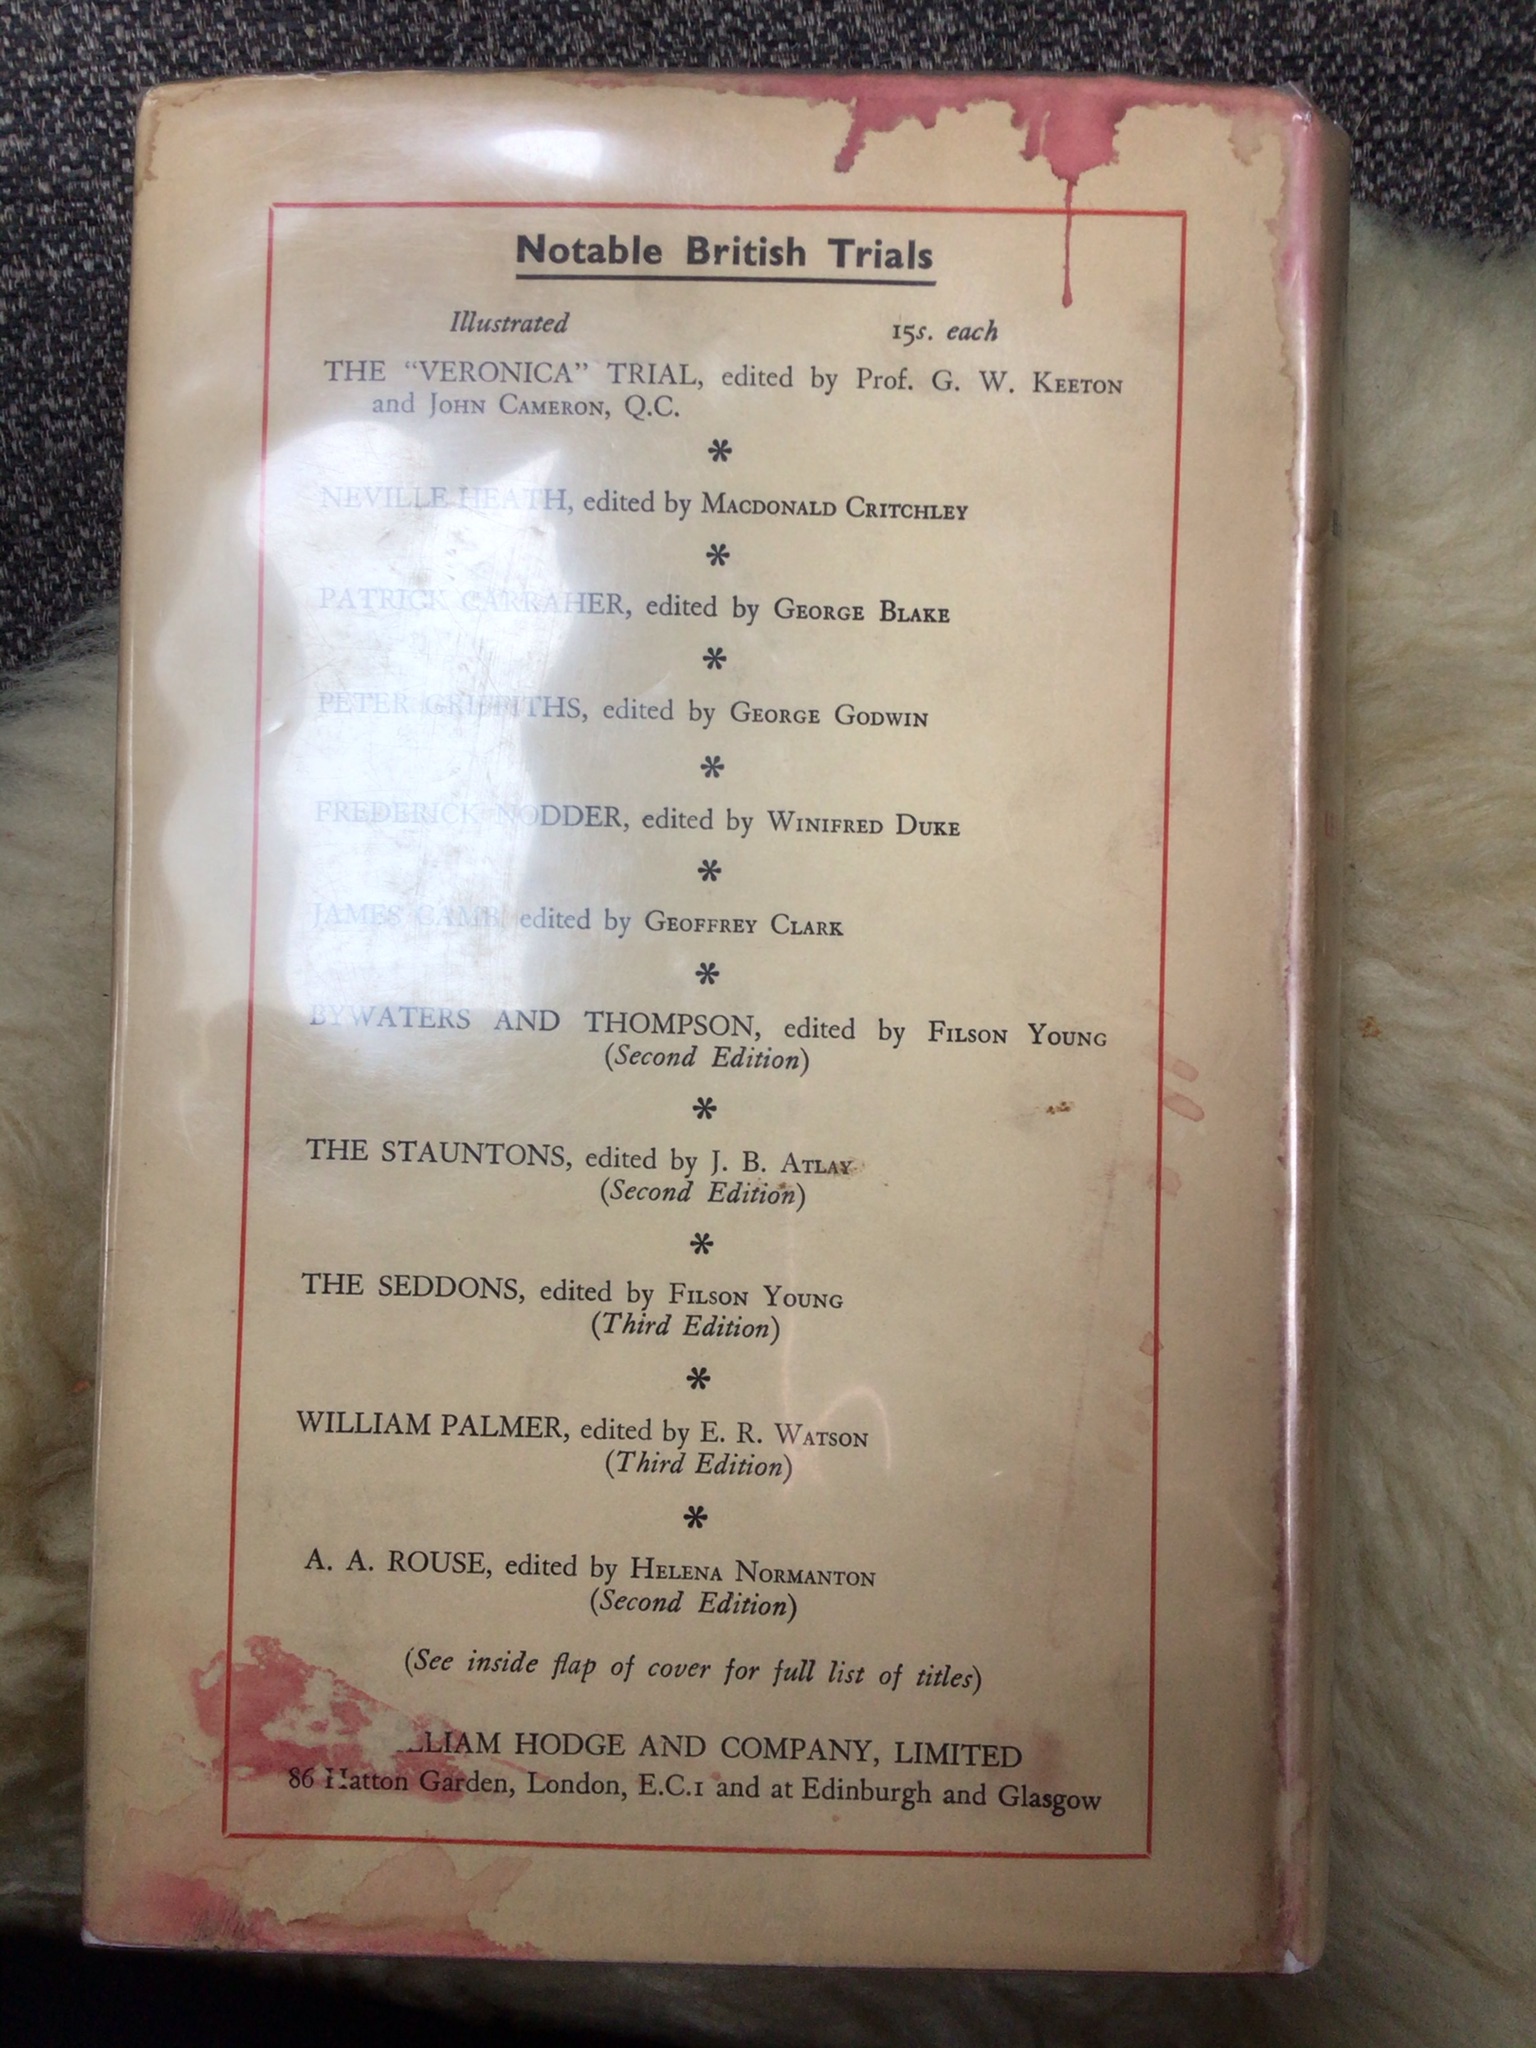 Notable British Trials
Illustrated 15s. each
THE “VERONICA” TRIAL, edited by Prof. G. W. KEETON
and JOHN CAMERON, Q.C.
*
NEVILLE HEATH, edited by MACDONALD CRITCHLEY
*
PATRICK CARRAHER, edited by GEORGE BLAKE
*
PETER GRIFFITHS, edited by GEORGE GODWIN
*
FREDERICK NODDER, edited by WINIFRED DUKE
*
JAMES CAMB, edited by GEOFFREY CLARK
*
BYWATERS AND THOMPSON, edited by FILSON YOUNG
(Second Edition)
*
THE STAUNTONS, edited by J. B. ATLAY
(Second Edition)
*
THE SEDDONS, edited by FILSON YOUNG
(Third Edition)
*
WILLIAM PALMER, edited by E. R. WATSON
(Third Edition)
*
A. A. ROUSE, edited by HELENA NORMANTON
(Second Edition)
(See inside flap of cover for full list of titles)
LLIAM HODGE AND COMPANY, LIMITED
86 Hatton Garden, London, E.C.1 and at Edinburgh and Glasgow